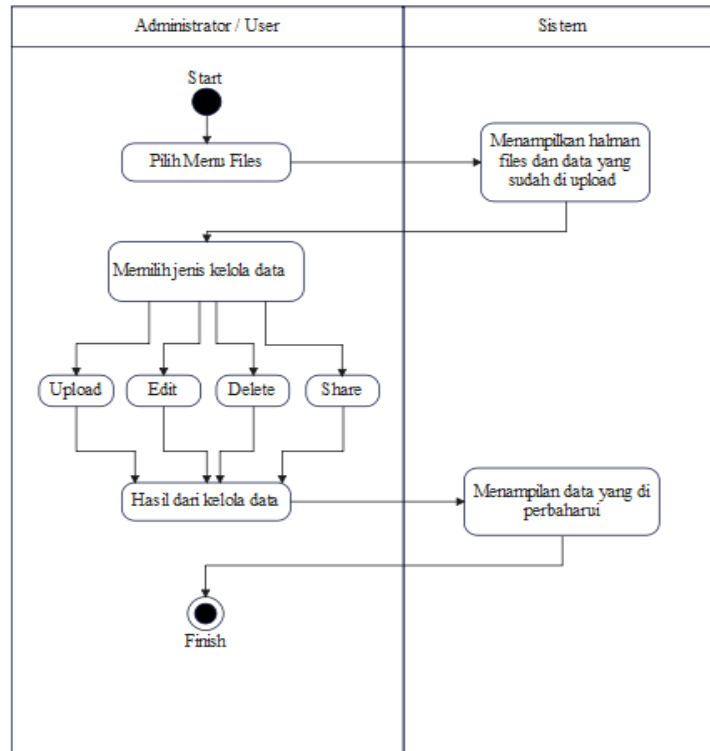 Administrator / User
Sistem
Start
Pilih Menu Files
Menampilkan halman
files dan data yang
sudah di upload
Memilih jenis kelola data
Upload
Edit
Delete
Share
Hasil dari kelola data
Menampilan data yang di
perbaharui
Finish